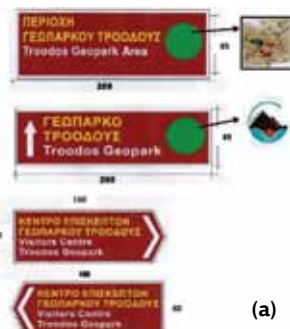 ΠΕΡΙΟΧΗ
ΓΕΩΠΑΡΚΟΥ ΤΡΟΟΔΟΥΣ
Troodos Geopark Area
ΓΕΩΠΑΡΚΟ
ΤΡΟΟΔΟΥΣ
Troodos Geopark
ΚΕΝΤΡΟ ΕΠΙΣΚΕΠΤΩΝ
ΓΕΩΠΑΡΚΟΥ ΤΡΟΟΔΟΥΣ
Visitors Centre
Troodos Geopark
ΚΕΝΤΡΟ ΕΠΙΣΚΕΠΤΩΝ
ΓΕΩΠΑΡΚΟΥ ΤΡΟΟΔΟΥΣ
Visitors Centre
Troodos Geopark
(a)